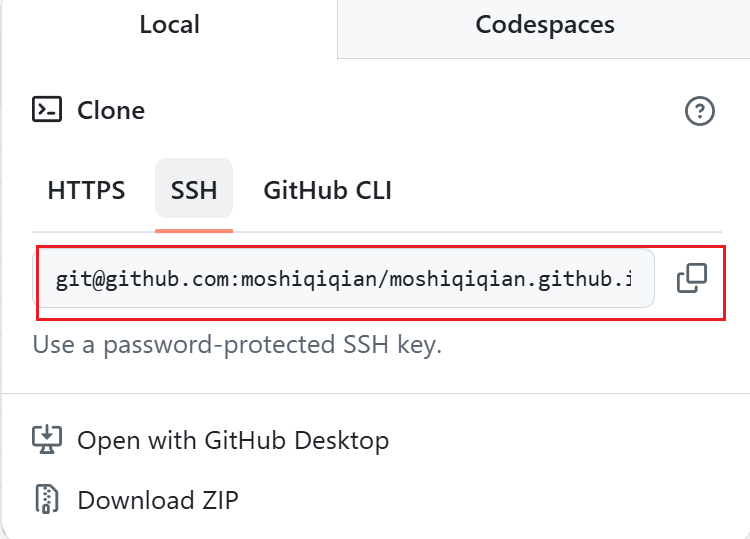 Local Codespaces
Clone
HTTPS SSH GitHub CLI
git@github.com:moshiqiqian/moshiqiqian.github.i
Use a password-protected SSH key.
Open with GitHub Desktop
Download ZIP